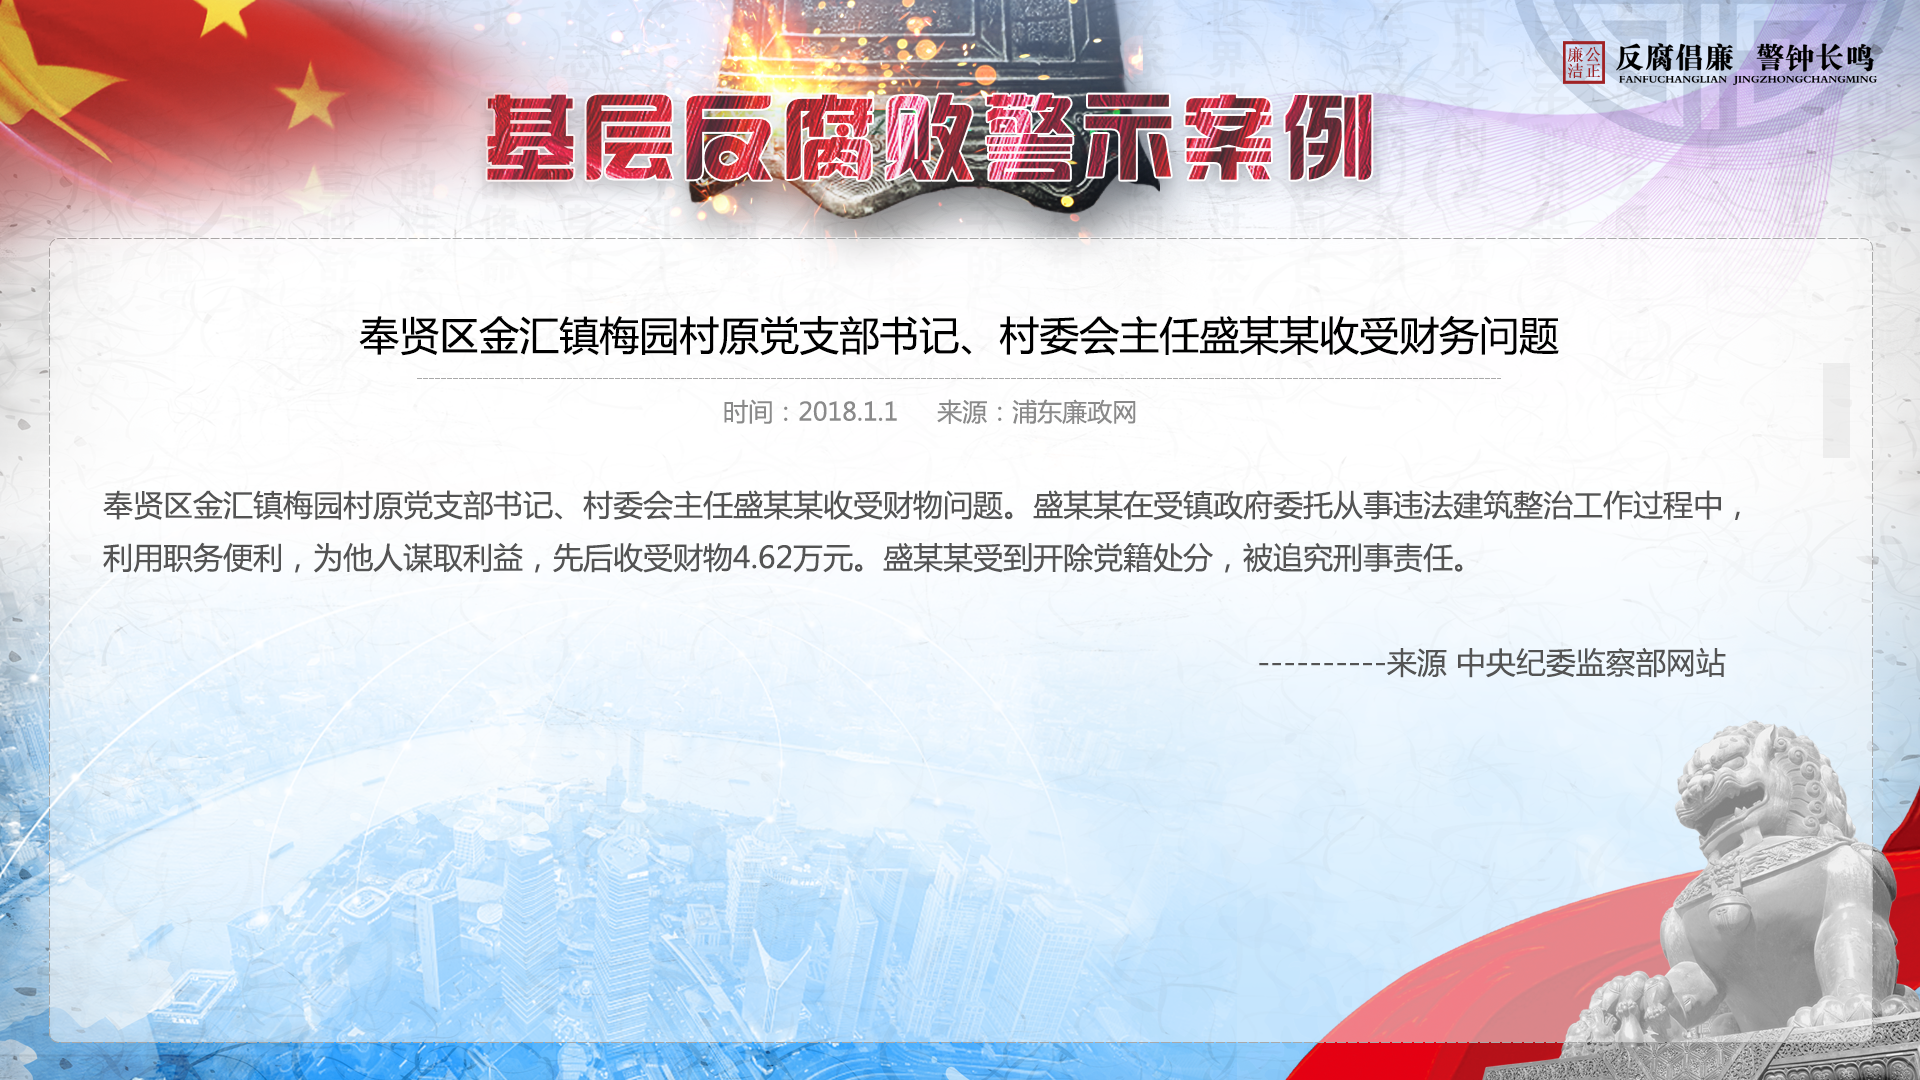 廉洁公正
反腐倡廉 警钟长鸣
FANFUCHANGLIAN JINGZHONGCHANGMING
基层反腐败警示案例
奉贤区金汇镇梅园村原党支部书记、村委会主任盛某某收受财务问题
时间：2018.1.1 来源：浦东廉政网
奉贤区金汇镇梅园村原党支部书记、村委会主任盛某某收受财物问题。盛某某在受镇政府委托从事违法建筑整治工作过程中，
利用职务便利，为他人谋取利益，先后收受财物4.62万元。盛某某受到开除党籍处分，被追究刑事责任。
----------来源 中央纪委监察部网站